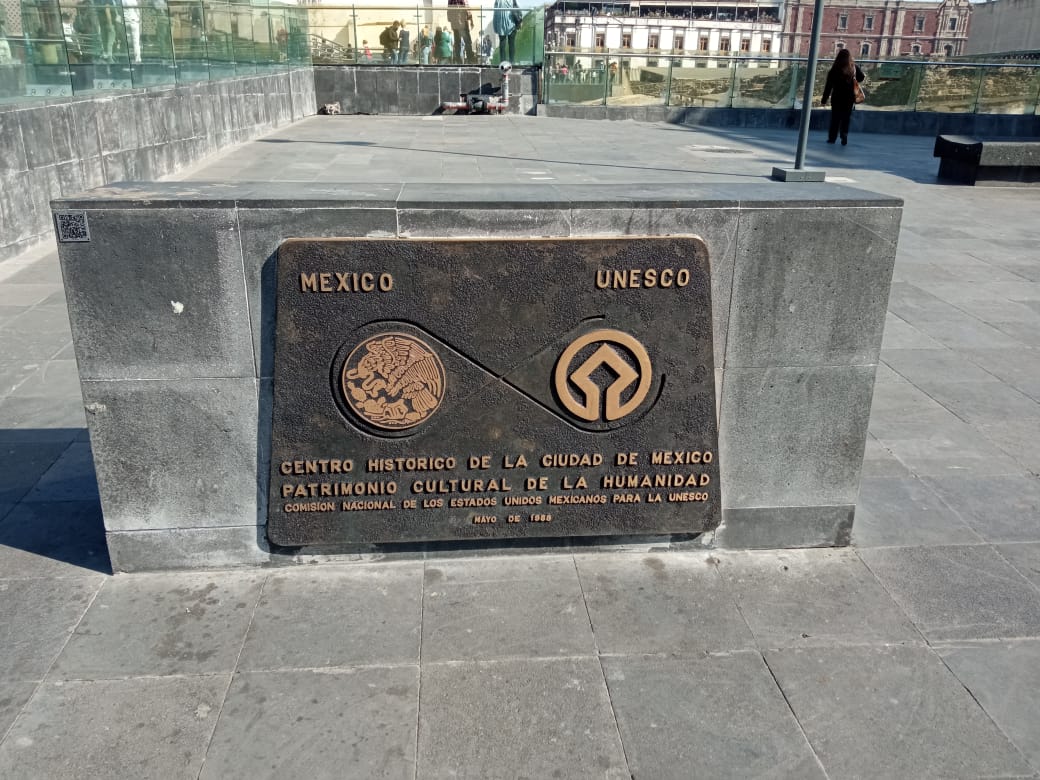 MEXICO
UNESCO
CENTRO HISTORICO DE LA CIUDAD DE MEXICO
PATRIMONIO CULTURAL DE LA HUMANIDAD
COMISION NACIONAL DE LOS ESTADOS UNIDOS MEXICANOS PARA LA UNESCO
MAYO DE 1988